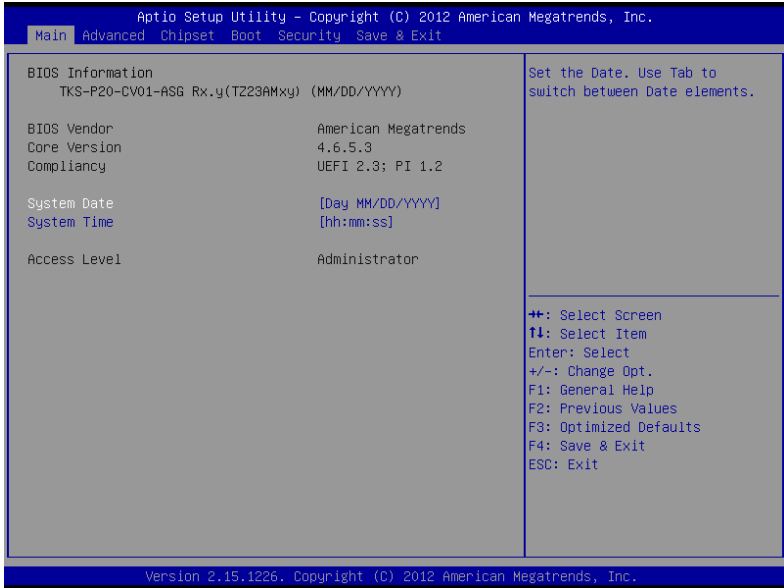 Aptio Setup Utility – Copyright (C) 2012 American Megatrends, Inc.
Main Advanced Chipset Boot Security Save & Exit
BIOS Information
TKS-P20-CV01-ASG Rx.y(TZ23AMxy) (MM/DD/YYYY)
BIOS Vendor American Megatrends
Core Version 4.6.5.3
Compliancy UEFI 2.3; PI 1.2
System Date [Day MM/DD/YYYY]
System Time [hh:mm:ss]
Access Level Administrator
Set the Date. Use Tab to
switch between Date elements.
→←: Select Screen
↑↓: Select Item
Enter: Select
+/-: Change Opt.
F1: General Help
F2: Previous Values
F3: Optimized Defaults
F4: Save & Exit
ESC: Exit
Version 2.15.1226. Copyright (C) 2012 American Megatrends, Inc.